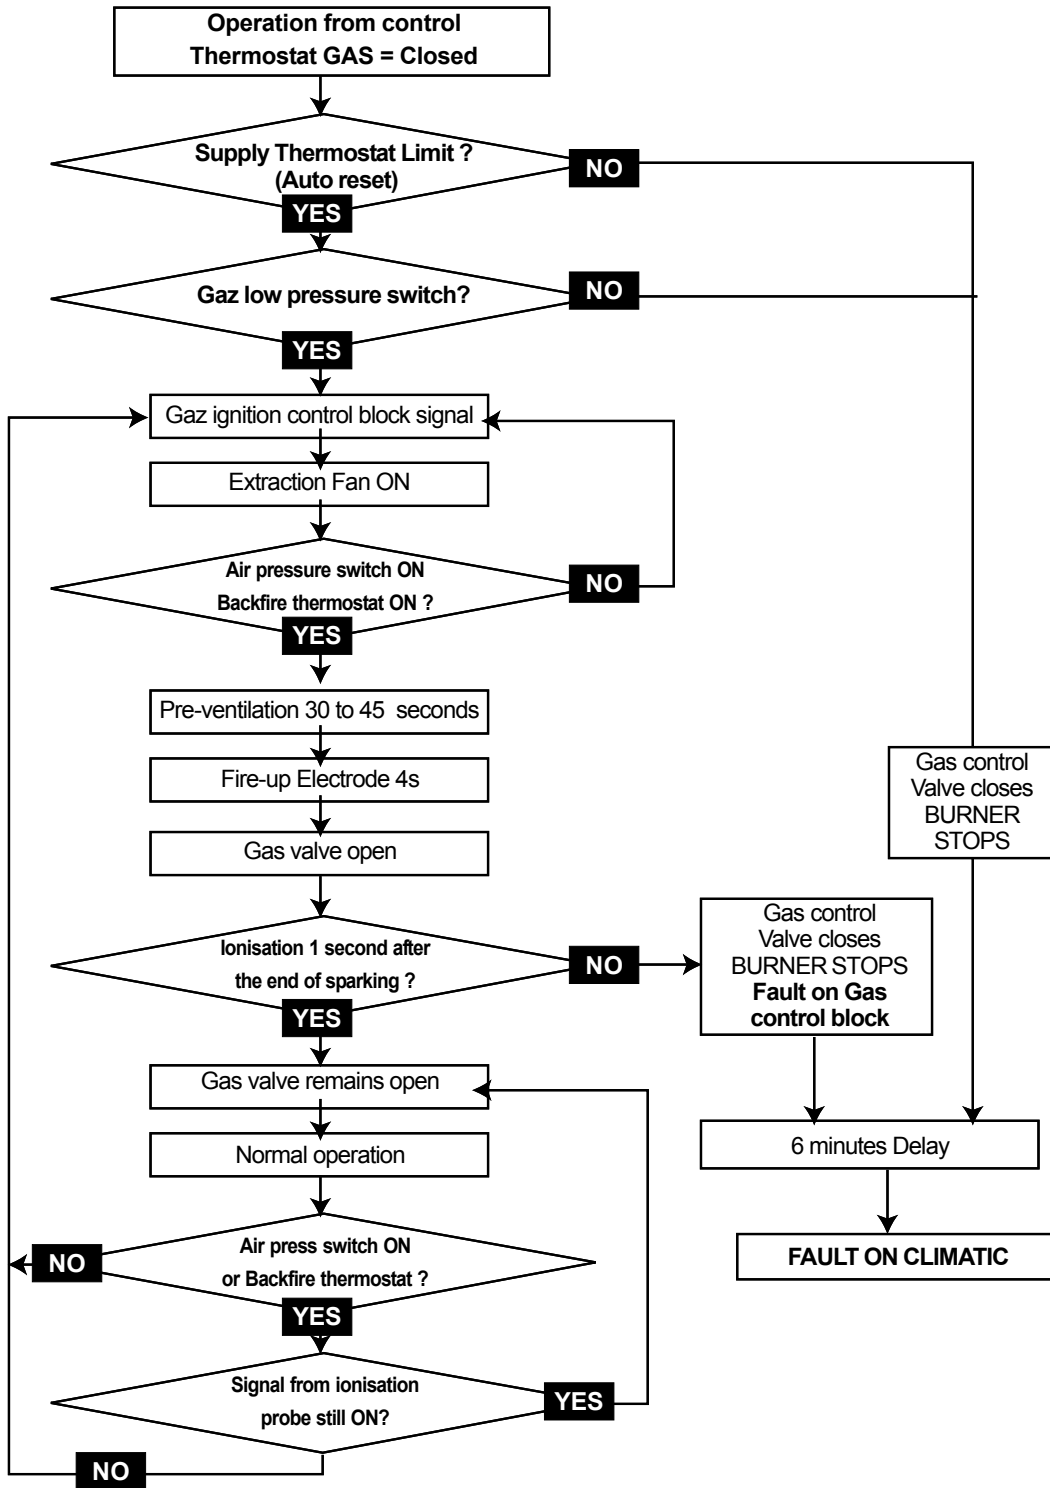 Operation from control
Thermostat GAS = Closed
Supply Thermostat Limit ?
(Auto reset)
NO
YES
Gaz low pressure switch?
NO
YES
Gaz ignition control block signal
Extraction Fan ON
Air pressure switch ON
Backfire thermostat ON ?
NO
YES
Pre-ventilation 30 to 45 seconds
Fire-up Electrode 4s
Gas valve open
Gas control
Valve closes
BURNER
STOPS
Ionisation 1 second after
the end of sparking ?
NO
YES
Gas control
Valve closes
BURNER STOPS
Fault on Gas
control block
Gas valve remains open
Normal operation
6 minutes Delay
Air press switch ON
or Backfire thermostat ?
NO
YES
FAULT ON CLIMATIC
Signal from ionisation
probe still ON?
YES
NO